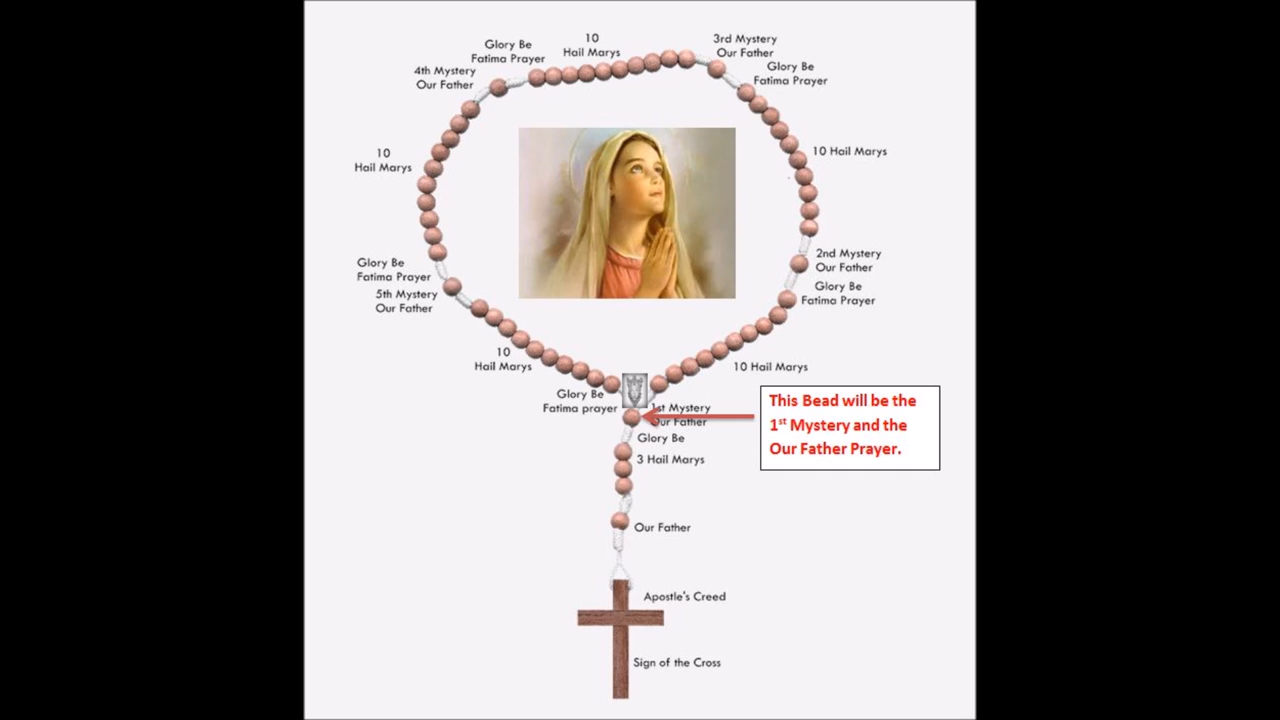 10
Hail Marys
3rd Mystery
Our Father
Glory Be
Fatima Prayer
Glory Be
Fatima Prayer
4th Mystery
Our Father
10
Hail Marys
10 Hail Marys
2nd Mystery
Our Father
Glory Be
Fatima Prayer
Glory Be
Fatima Prayer
5th Mystery
Our Father
10
Hail Marys
10 Hail Marys
Glory Be
Fatima prayer
1st Mystery
Our Father
This Bead will be the
1st Mystery and the
Our Father Prayer.
Glory Be
3 Hail Marys
Our Father
Apostle's Creed
Sign of the Cross